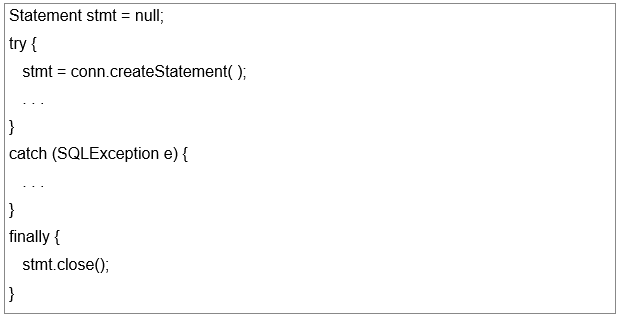 Statement stmt = null;
try {
stmt = conn.createStatement( );
. . .
}
catch (SQLException e) {
. . .
}
finally {
stmt.close();
}